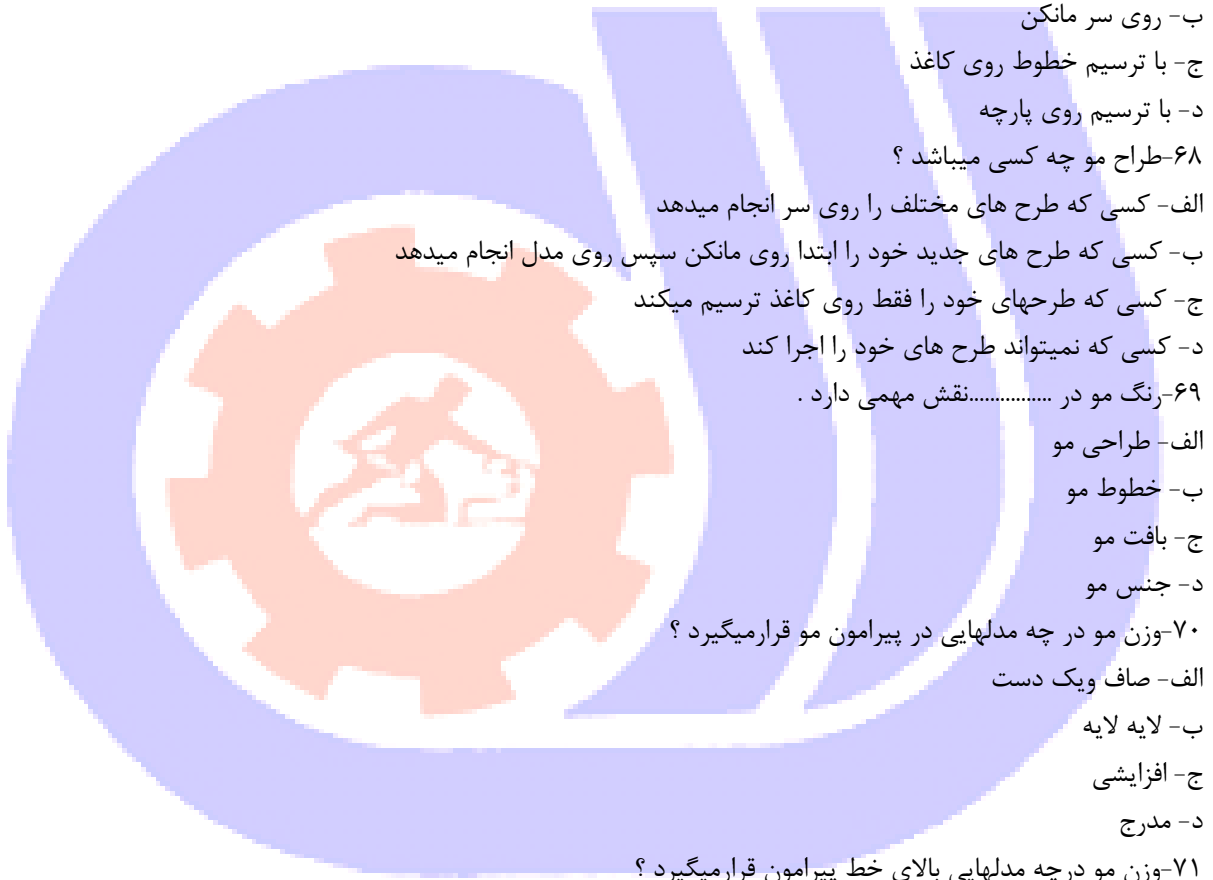 ب- روی سر مانکن
ج- با ترسیم خطوط روی کاغذ
د- با ترسیم روی پارچه
۶۸-طراح مو چه کسی میباشد ؟
الف- کسی که طرح های مختلف را روی سر انجام میدهد
ب- کسی که طرح های جدید خود را ابتدا روی مانکن سپس روی مدل انجام میدهد
ج- کسی که طرحهای خود را فقط روی کاغذ ترسیم میکند
د- کسی که نمیتواند طرح های خود را اجرا کند
۶۹-رنگ مو در ................نقش مهمی دارد .
الف- طراحی مو
ب- خطوط مو
ج- بافت مو
د- جنس مو
۷۰-وزن مو در چه مدلهایی در پیرامون مو قرارمیگیرد ؟
الف- صاف ویک دست
ب- لایه لایه
ج- افزایشی
د- مدرج
۷۱-وزن مو درچه مدلهایی بالای خط پیرامون قرارمیگیرد ؟